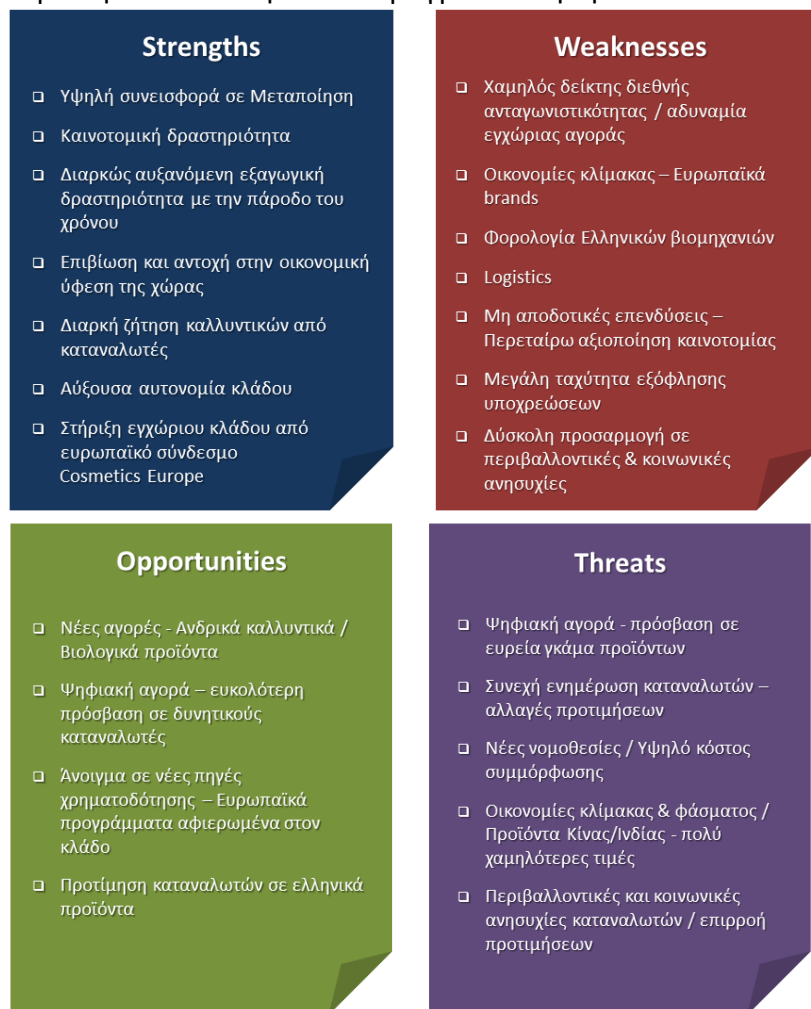 Strengths
Υψηλή συνεισφορά σε Μεταποίηση
Καινοτομική δραστηριότητα
Διαρκώς αυξανόμενη εξαγωγική
δραστηριότητα με την πάροδο του
χρόνου
Επιβίωση και αντοχή στην οικονομική
ύφεση της χώρας
Διαρκή ζήτηση καλλυντικών από
καταναλωτές
Αύξουσα αυτονομία κλάδου
Στήριξη εγχώριου κλάδου από
ευρωπαϊκό σύνδεσμο
Cosmetics Europe
Weaknesses
Χαμηλός δείκτης διεθνής
ανταγωνιστικότητας / αδυναμία
εγχώριας αγοράς
Οικονομίες κλίμακας – Ευρωπαϊκά
brands
Φορολογία Ελληνικών βιομηχανιών
Logistics
Μη αποδοτικές επενδύσεις –
Περεταίρω αξιοποίηση καινοτομίας
Μεγάλη ταχύτητα εξόφλησης
υποχρεώσεων
Δύσκολη προσαρμογή σε
περιβαλλοντικές & κοινωνικές
ανησυχίες
Opportunities
Νέες αγορές - Ανδρικά καλλυντικά /
Βιολογικά προϊόντα
Ψηφιακή αγορά – ευκολότερη
πρόσβαση σε δυνητικούς
καταναλωτές
Άνοιγμα σε νέες πηγές
χρηματοδότησης – Ευρωπαϊκά
προγράμματα αφιερωμένα στον
κλάδο
Προτίμηση καταναλωτών σε ελληνικά
προϊόντα
Threats
Ψηφιακή αγορά - πρόσβαση σε
ευρεία γκάμα προϊόντων
Συνεχή ενημέρωση καταναλωτών –
αλλαγές προτιμήσεων
Νέες νομοθεσίες / Υψηλό κόστος
συμμόρφωσης
Οικονομίες κλίμακας & φάσματος /
Προϊόντα Κίνας/Ινδίας - πολύ
χαμηλότερες τιμές
Περιβαλλοντικές και κοινωνικές
ανησυχίες καταναλωτών / επιρροή
προτιμήσεων